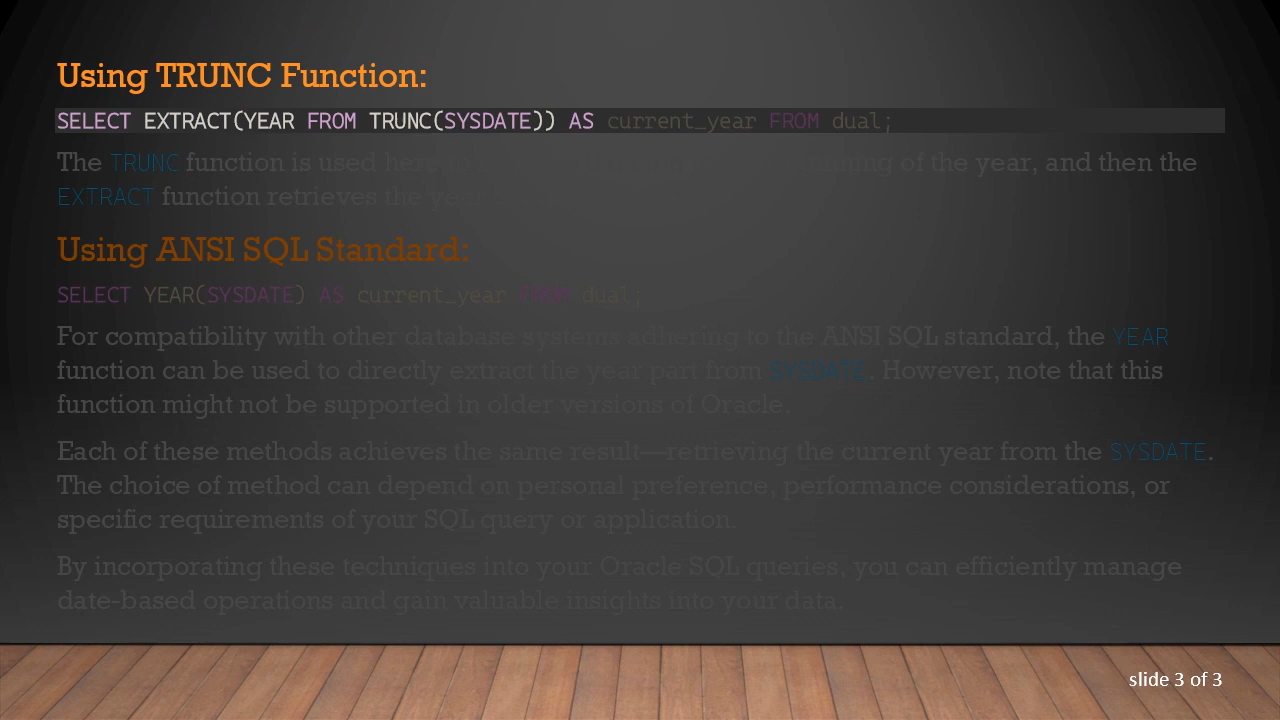 Using TRUNC Function:
SELECT EXTRACT(YEAR FROM TRUNC(SYSDATE)) AS current_year FROM dual;
The TRUNC function is used here of the year, and then the
EXTRACT function retrieves the year
Using ANSI SQL Standard:
SELECT YEAR(SYSDATE) AS current_year FROM dual;
For compatibility with other database systems adhering to the ANSI SQL standard, the YEAR
function can be used to directly extract the year part from SYSDATE. However, note that this
function might not be supported in older versions of Oracle.
Each of these methods achieves the same result—retrieving the current year from the SYSDATE.
The choice of method can depend on personal preference, performance considerations, or
specific requirements of your SQL query or application.
By incorporating these techniques into your Oracle SQL queries, you can efficiently manage
date-based operations and gain valuable insights into your data.
slide 3 of 3